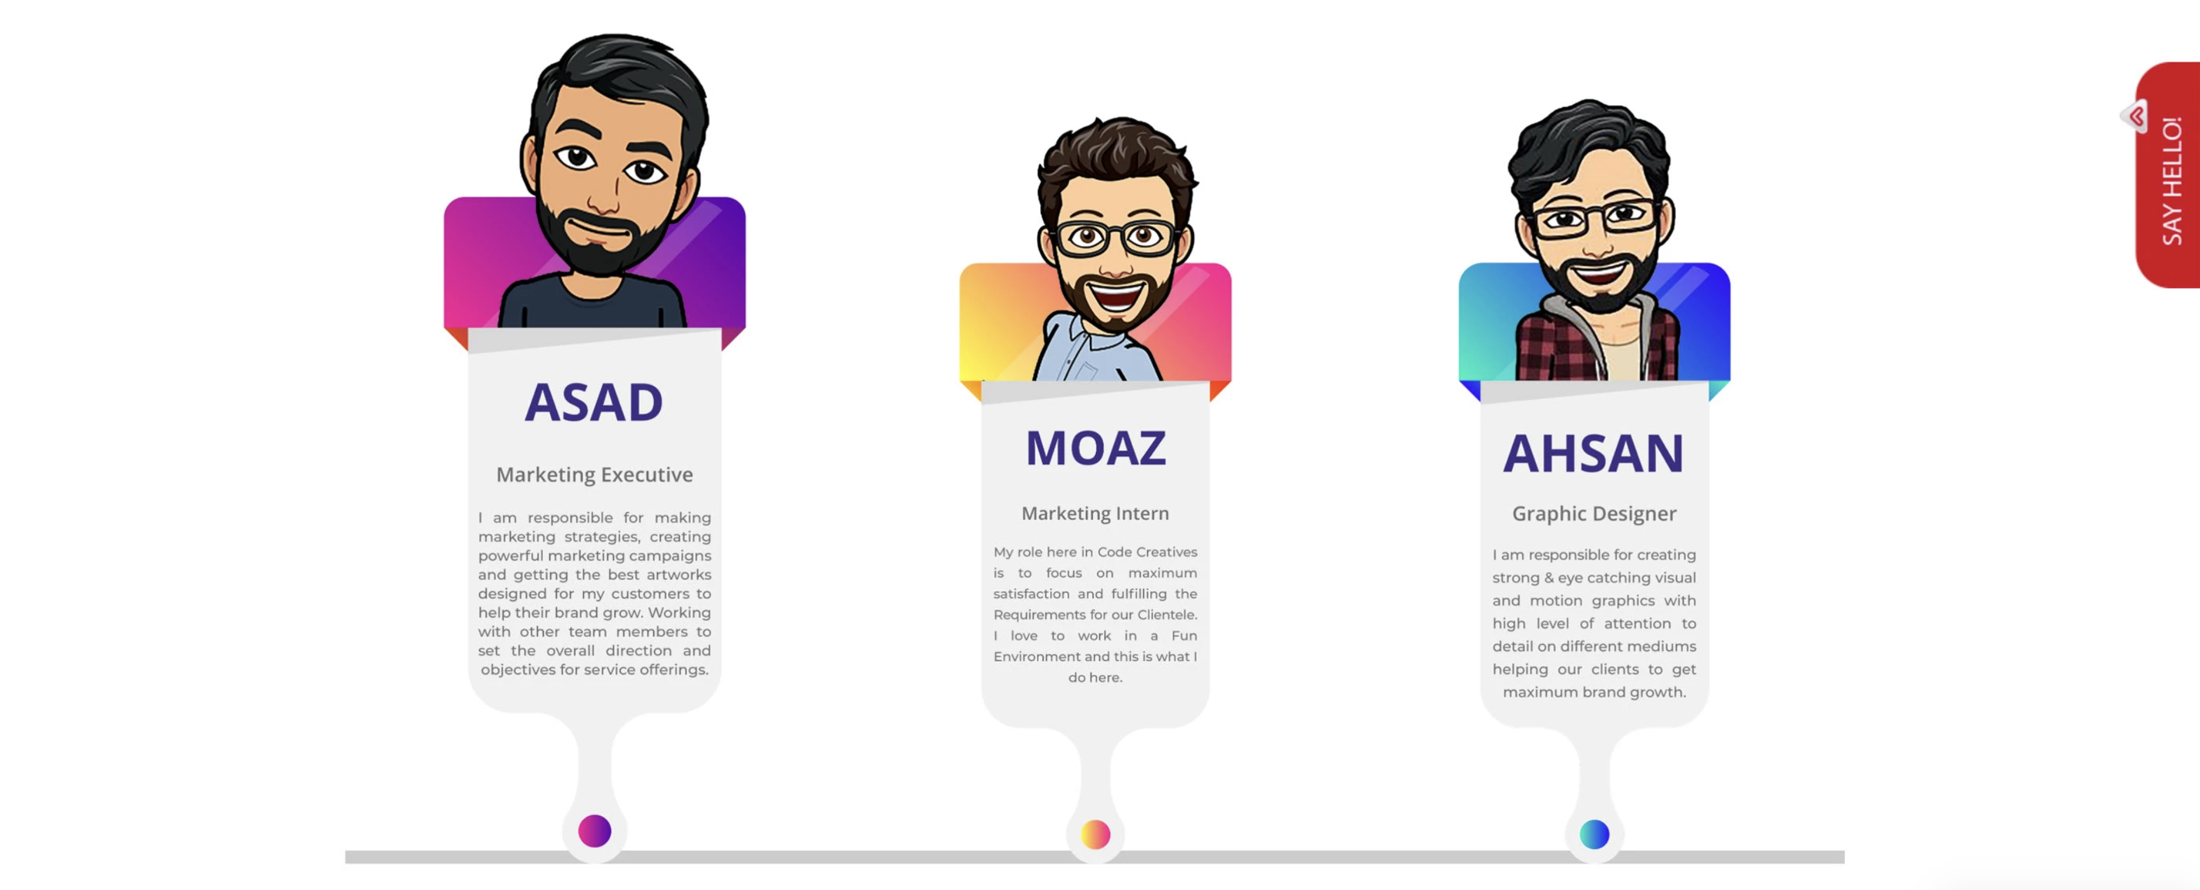 ASAD
Marketing Executive
I am responsible for making
marketing strategies, creating
powerful marketing campaigns
and getting the best artworks
designed for my customers to
help their brand grow. Working
with other team members to
set the overall direction and
objectives for service offerings.
MOAZ
Marketing Intern
My role here in Code Creatives
is to focus on maximum
satisfaction and fulfilling the
Requirements for our Clientele.
I love to work in a Fun
Environment and this is what I
do here.
AHSAN
Graphic Designer
I am responsible for creating
strong & eye catching visual
and motion graphics with
high level of attention to
detail on different mediums
helping our clients to get
maximum brand growth.
SAY HELLO!